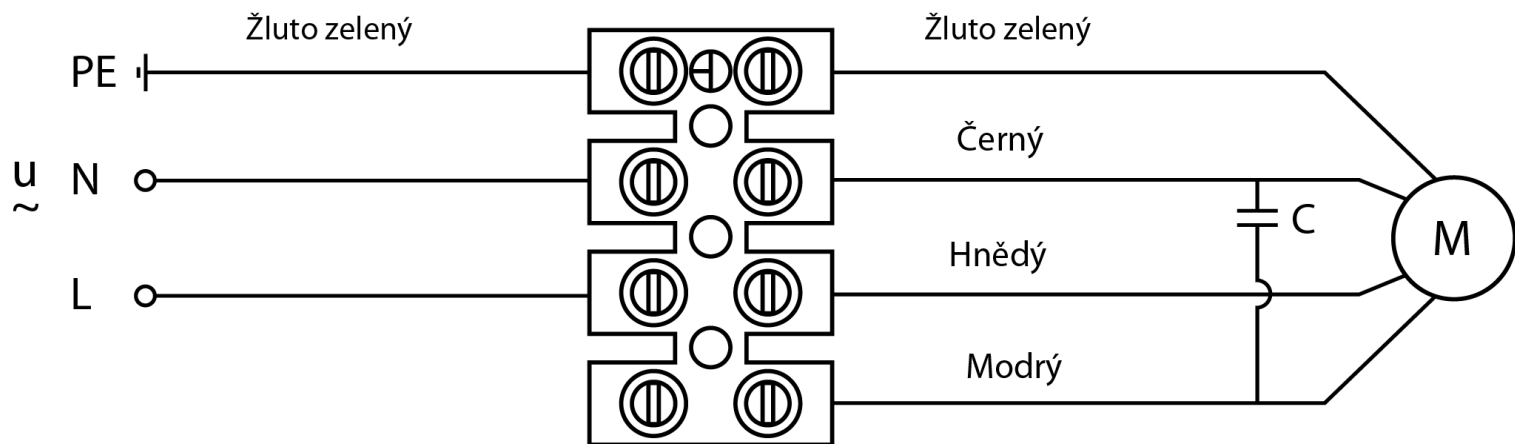 Žluto zelený
Žluto zelený
PE
Černý
u
~
N
C
M
Hnědý
L
Modrý